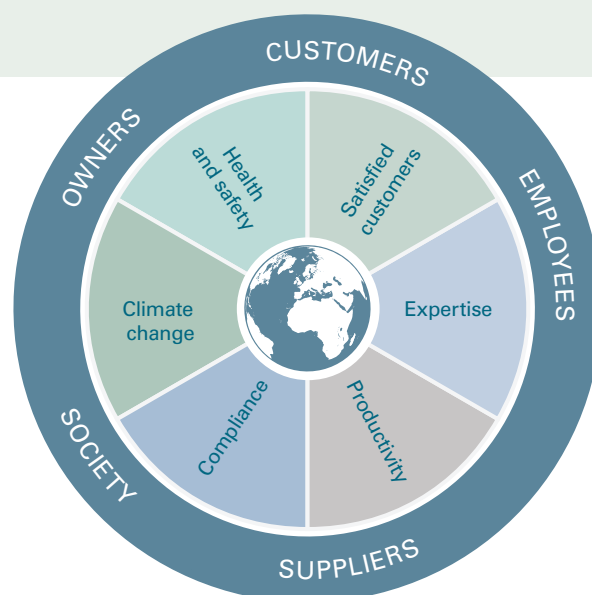 CUSTOMERS
EMPLOYEES
SUPPLIERS
SOCIETY
OWNERS
Health
and safety
Satisfied
customers
Expertise
Productivity
Compliance
Climate
change